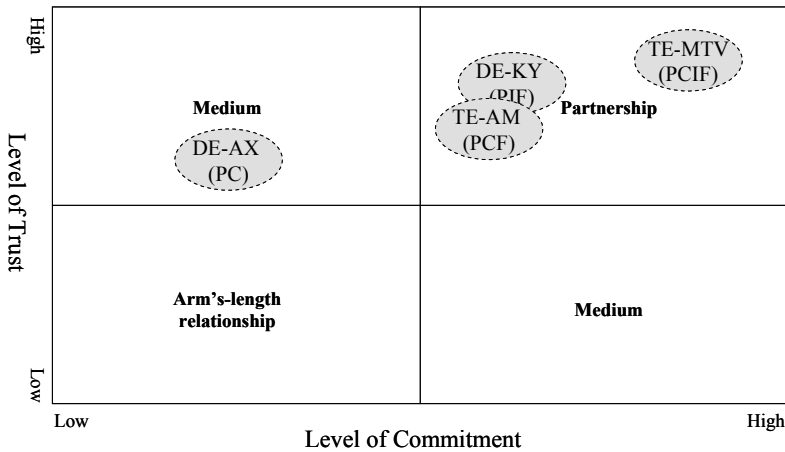 High
TE-MTV
(PCIF)
DE-KY
(PIF)
Medium
Partnership
TE-AM
(PCF)
DE-AX
(PC)
Level of Trust
Arm's-length
relationship
Medium
Low
Low
High
Level of Commitment